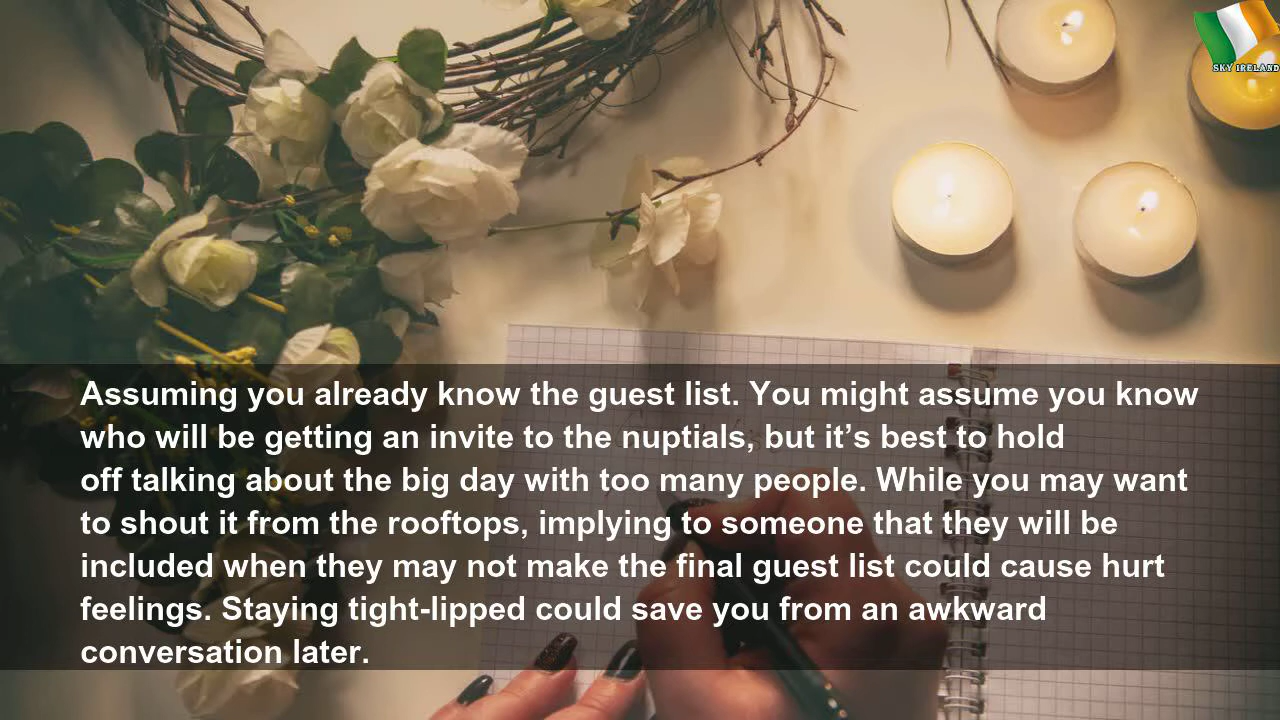 SKY IRELAND
Assuming you already know the guest list. You might assume you know
who will be getting an invite to the nuptials, but it’s best to hold
off talking about the big day with too many people. While you may want
to shout it from the rooftops, implying to someone that they will be
included when they may not make the final guest list could cause hurt
feelings. Staying tight-lipped could save you from an awkward
conversation later.